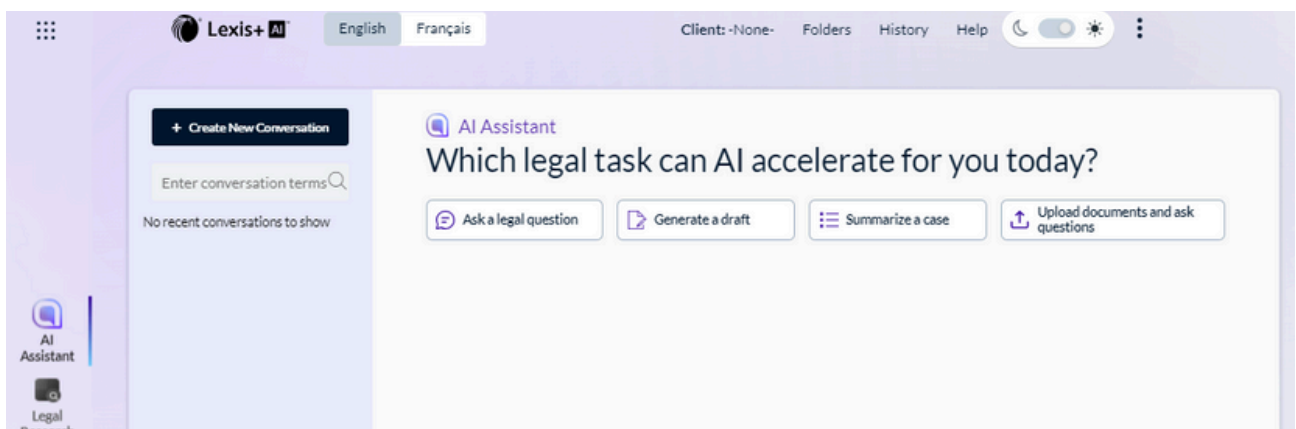 Lexis+ AI
English Français
Client: -None- Folders History Help
+ Create New Conversation
Enter conversation terms
No recent conversations to show
AI Assistant
Which legal task can AI accelerate for you today?
Ask a legal question
Generate a draft
Summarize a case
Upload documents and ask
questions
AI
Assistant
Legal